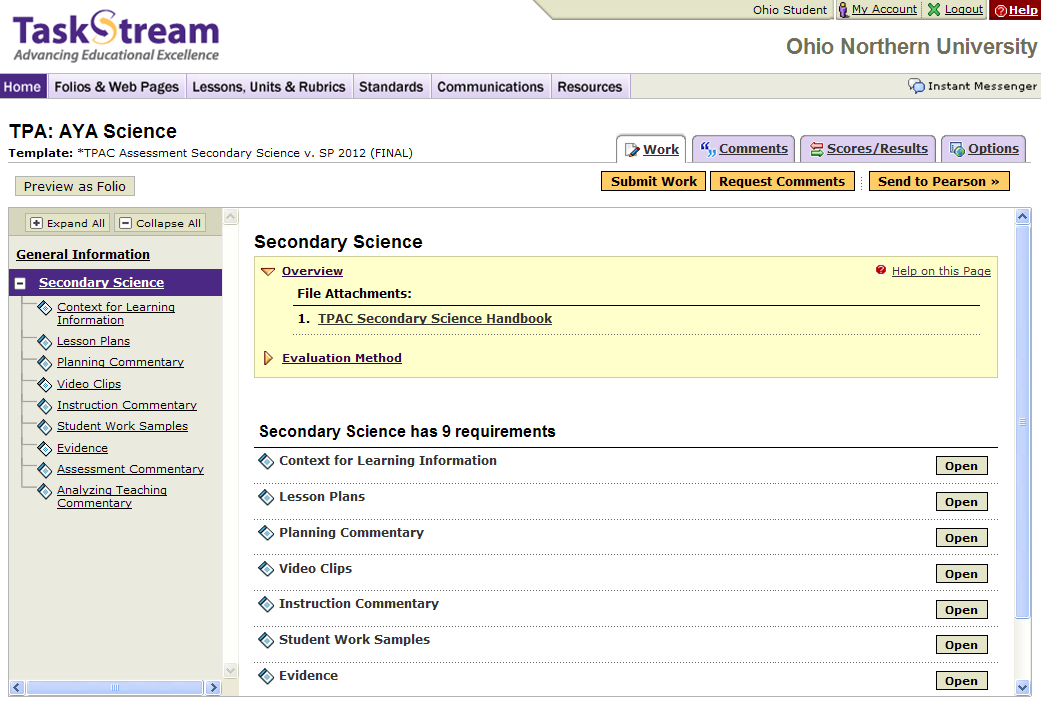 Ohio Student My Account Logout Help
TaskStream
Advancing Educational Excellence
Ohio Northern University
Home Folios & Web Pages Lessons, Units & Rubrics Standards Communications Resources Instant Messenger
TPA: AYA Science
Template: *TPAC Assessment Secondary Science v. SP 2012 (FINAL)
Work Comments Scores/Results Options
Preview as Folio
Submit Work Request Comments Send to Pearson »
Expand All Collapse All
General Information
Secondary Science
Context for Learning
Information
Lesson Plans
Planning Commentary
Video Clips
Instruction Commentary
Student Work Samples
Evidence
Assessment Commentary
Analyzing Teaching
Commentary
Secondary Science
Overview
Help on this Page
File Attachments:
1. TPAC Secondary Science Handbook
Evaluation Method
Secondary Science has 9 requirements
Context for Learning Information Open
Lesson Plans Open
Planning Commentary Open
Video Clips Open
Instruction Commentary Open
Student Work Samples Open
Evidence Open